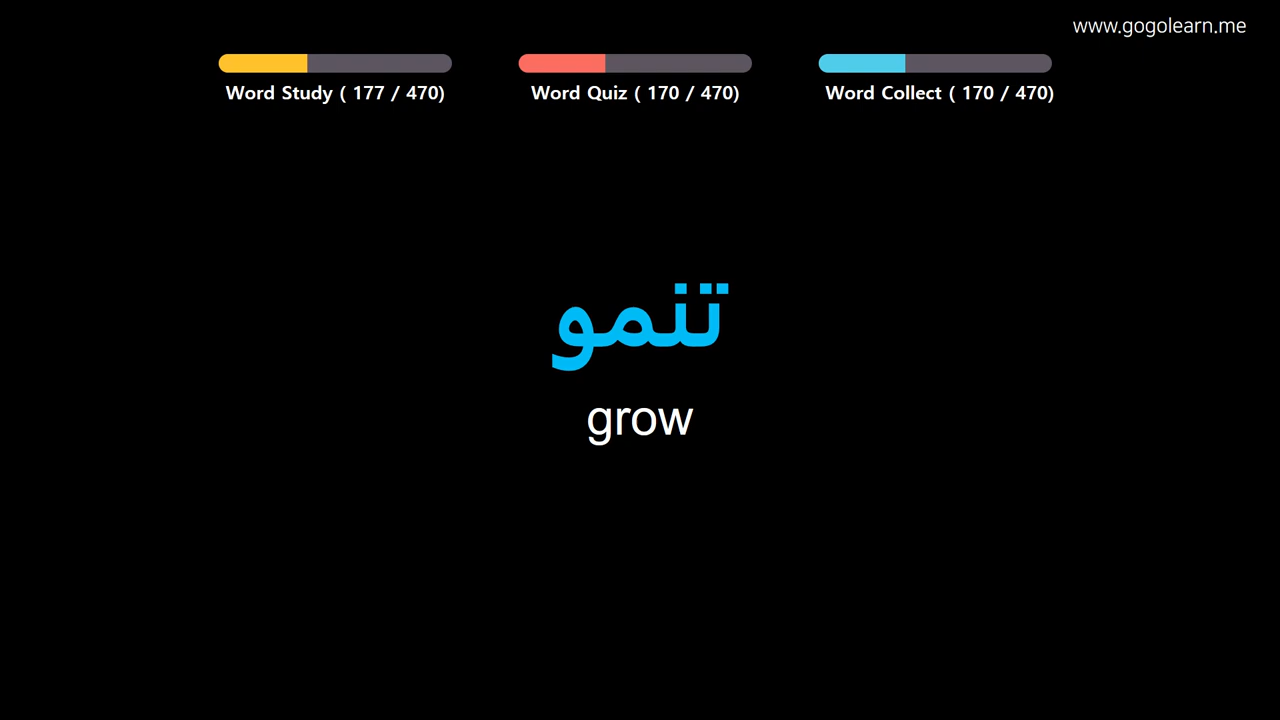 www.gogolearn.me
Word Study ( 177 / 470)
Word Quiz ( 170 / 470)
Word Collect ( 170 / 470)
تنمو
grow